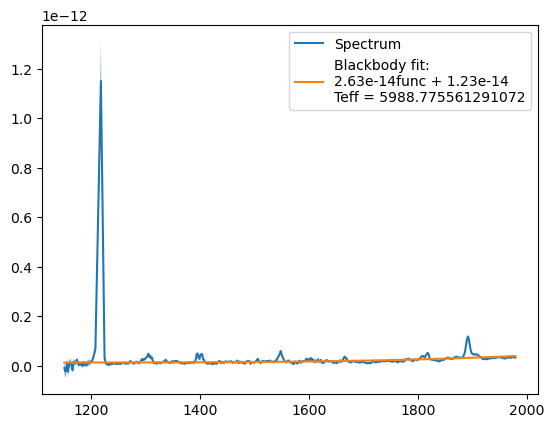 1e−12
Spectrum
Blackbody fit:
2.63e-14func + 1.23e-14
Teff = 5988.775561291072
1.2
1.0
0.8
0.6
0.4
0.2
0.0
1200 1400 1600 1800 2000